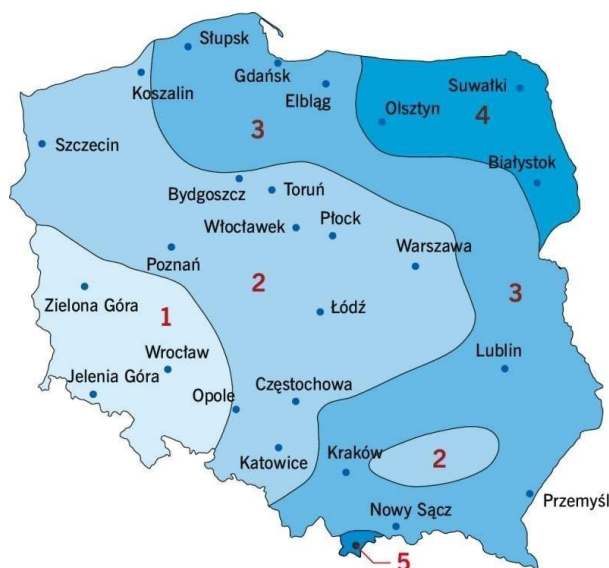 Słupsk
Gdańsk
Koszalin
Elbląg
Suwałki
Olsztyn
4
3
Szczecin
Białystok
Bydgoszcz
Toruń
Włocławek
Płock
Warszawa
Poznań
2
3
Zielona Góra
1
Łódź
Wrocław
Lublin
Jelenia Góra
Opole
Częstochowa
Katowice
Kraków
2
Przemyśl
Nowy Sącz
5